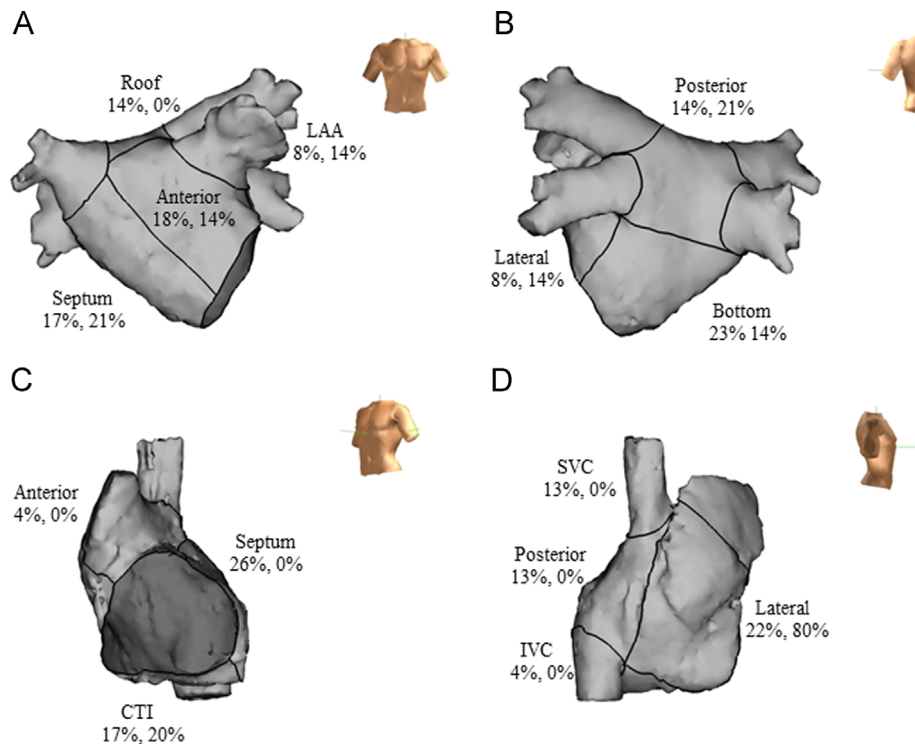 A
Roof
14%, 0%
LAA
8%, 14%
Anterior
18%, 14%
Septum
17%, 21%
B
Posterior
14%, 21%
Lateral
8%, 14%
Bottom
23% 14%
C
Anterior
4%, 0%
Septum
26%, 0%
CTI
17%, 20%
D
SVC
13%, 0%
Posterior
13%, 0%
Lateral
22%, 80%
IVC
4%, 0%